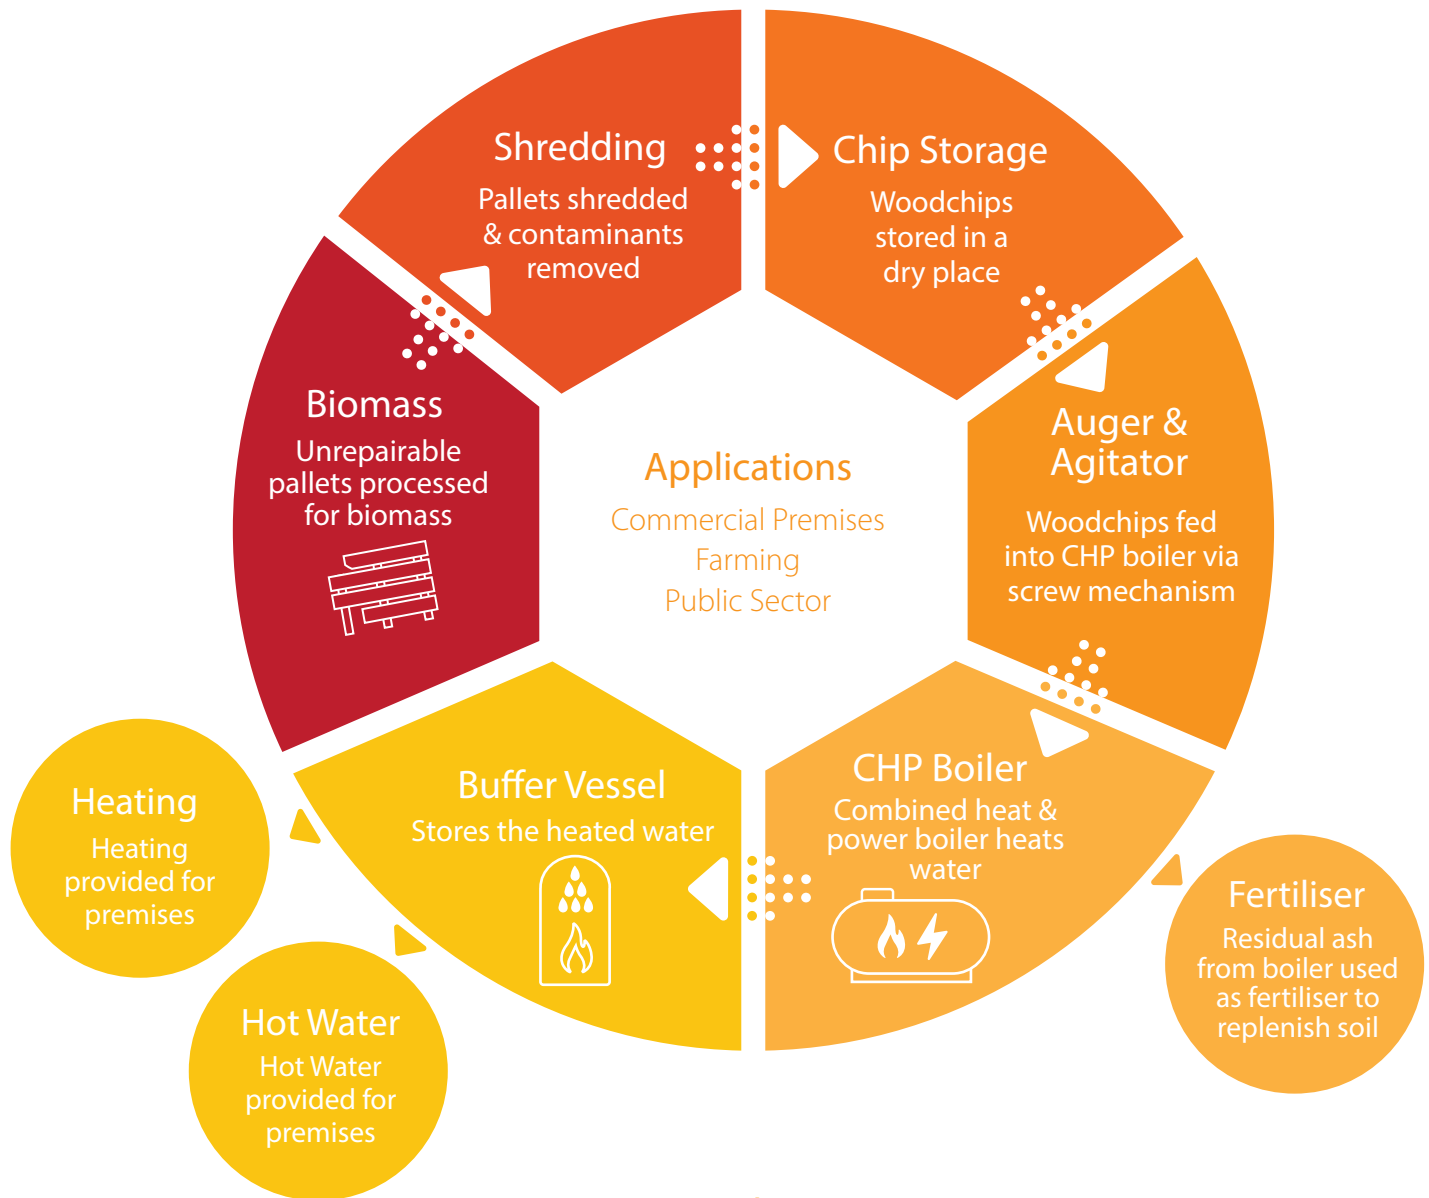 Shredding
Pallets shredded
& contaminants
removed
Chip Storage
Woodchips
stored in a
dry place
Biomass
Unrepairable
pallets processed
for biomass
Applications
Commercial Premises
Farming
Public Sector
Auger &
Agitator
Woodchips fed
into CHP boiler via
screw mechanism
Buffer Vessel
Stores the heated water
CHP Boiler
Combined heat &
power boiler heats
water
Heating
Heating
provided for
premises
Hot Water
Hot Water
provided for
premises
Fertiliser
Residual ash
from boiler used
as fertiliser to
replenish soil